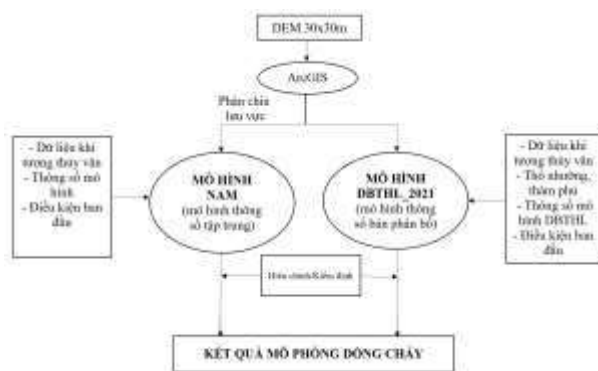 DEM 30x30m
ArcGIS
Phân chia
lưu vực
- Dữ liệu khí
tượng thủy văn
- Thông số mô
hình
- Điều kiện ban
đầu
MÔ HÌNH
NAM
(mô hình thông
số tập trung)
MÔ HÌNH
DBTHL_2021
(mô hình thông
số bán phân bố)
- Dữ liệu khí
tượng thủy văn
- Thổ nhưỡng,
thảm phủ
- Thông số mô
hình DBTHL
- Điều kiện ban
đầu
Hiệu chỉnh/Kiểm định
KẾT QUẢ MÔ PHỎNG DÒNG CHẢY